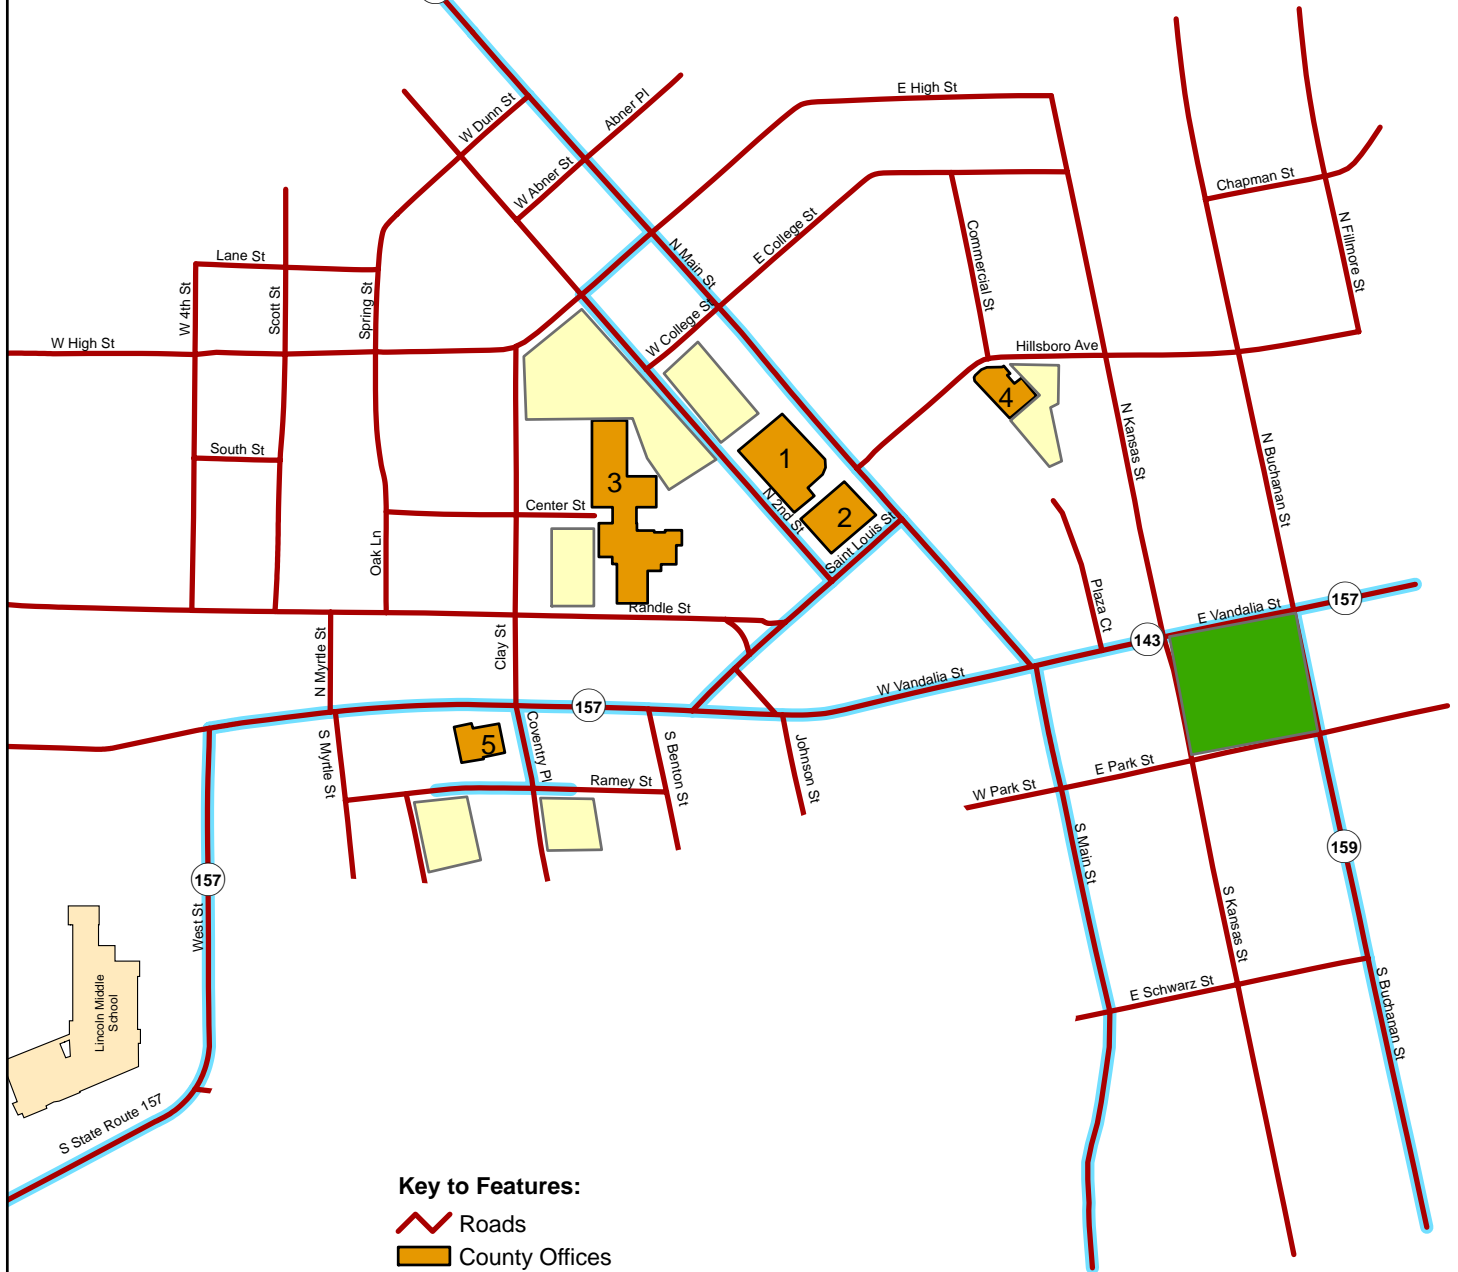 E High St
Abner Pl
W Dunn St
W Abner St
Chapman St
E College St
N Main St
Commercial St
N Fillmore St
Lane St
W 4th St
Scott St
Spring St
W College St
W High St
Hillsboro Ave
4
N Kansas St
N Buchanan St
South St
1
3
2
N 2nd St
Center St
Saint Louis St
Oak Ln
Randle St
Plaza Ct
E Vandalia St
157
143
Clay St
N Myrtle St
W Vandalia St
157
Coventry Pl
5
S Myrtle St
S Benton St
Johnson St
Ramey St
E Park St
W Park St
S Main St
159
157
West St
S Kansas St
E Schwarz St
S Buchanan St
Lincoln Middle
School
S State Route 157
Key to Features:
Roads
County Offices